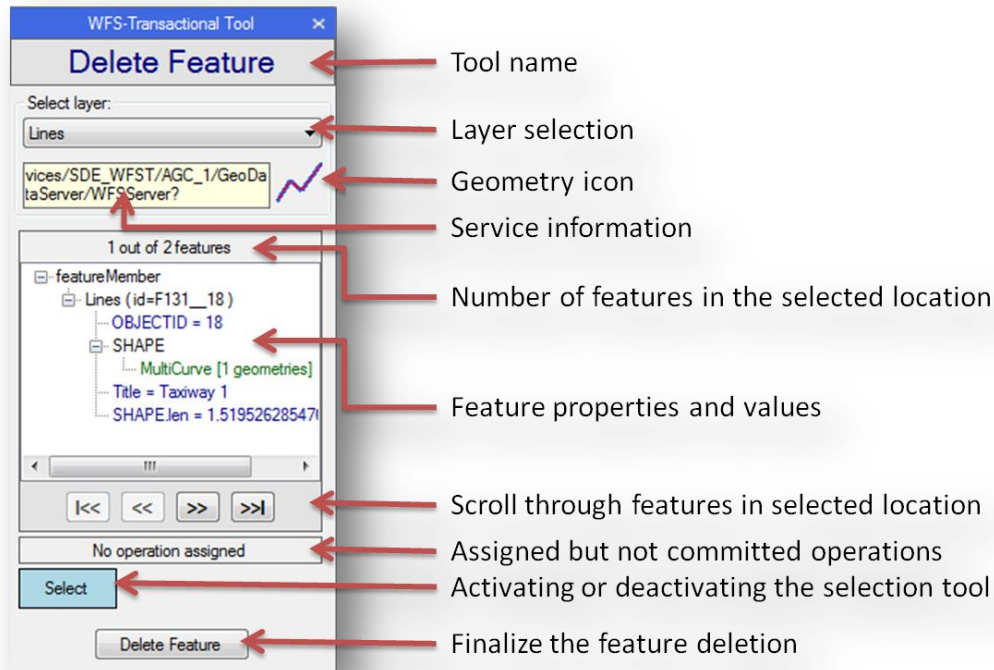 WFS-Transactional Tool ×
Delete Feature
Tool name
Select layer:
Lines
Layer selection
vices/SDE_WFST/AGC_1/GeoDa
taServer/WFSServer?
Geometry icon
Service information
1 out of 2 features
Number of features in the selected location
featureMember
Lines (id=F131__18)
OBJECTID = 18
SHAPE
MultiCurve [1 geometries]
Title = Taxiway 1
SHAPE.len = 1.51952628547
Feature properties and values
|<< << >> >>|
Scroll through features in selected location
No operation assigned
Assigned but not committed operations
Select
Activating or deactivating the selection tool
Delete Feature
Finalize the feature deletion